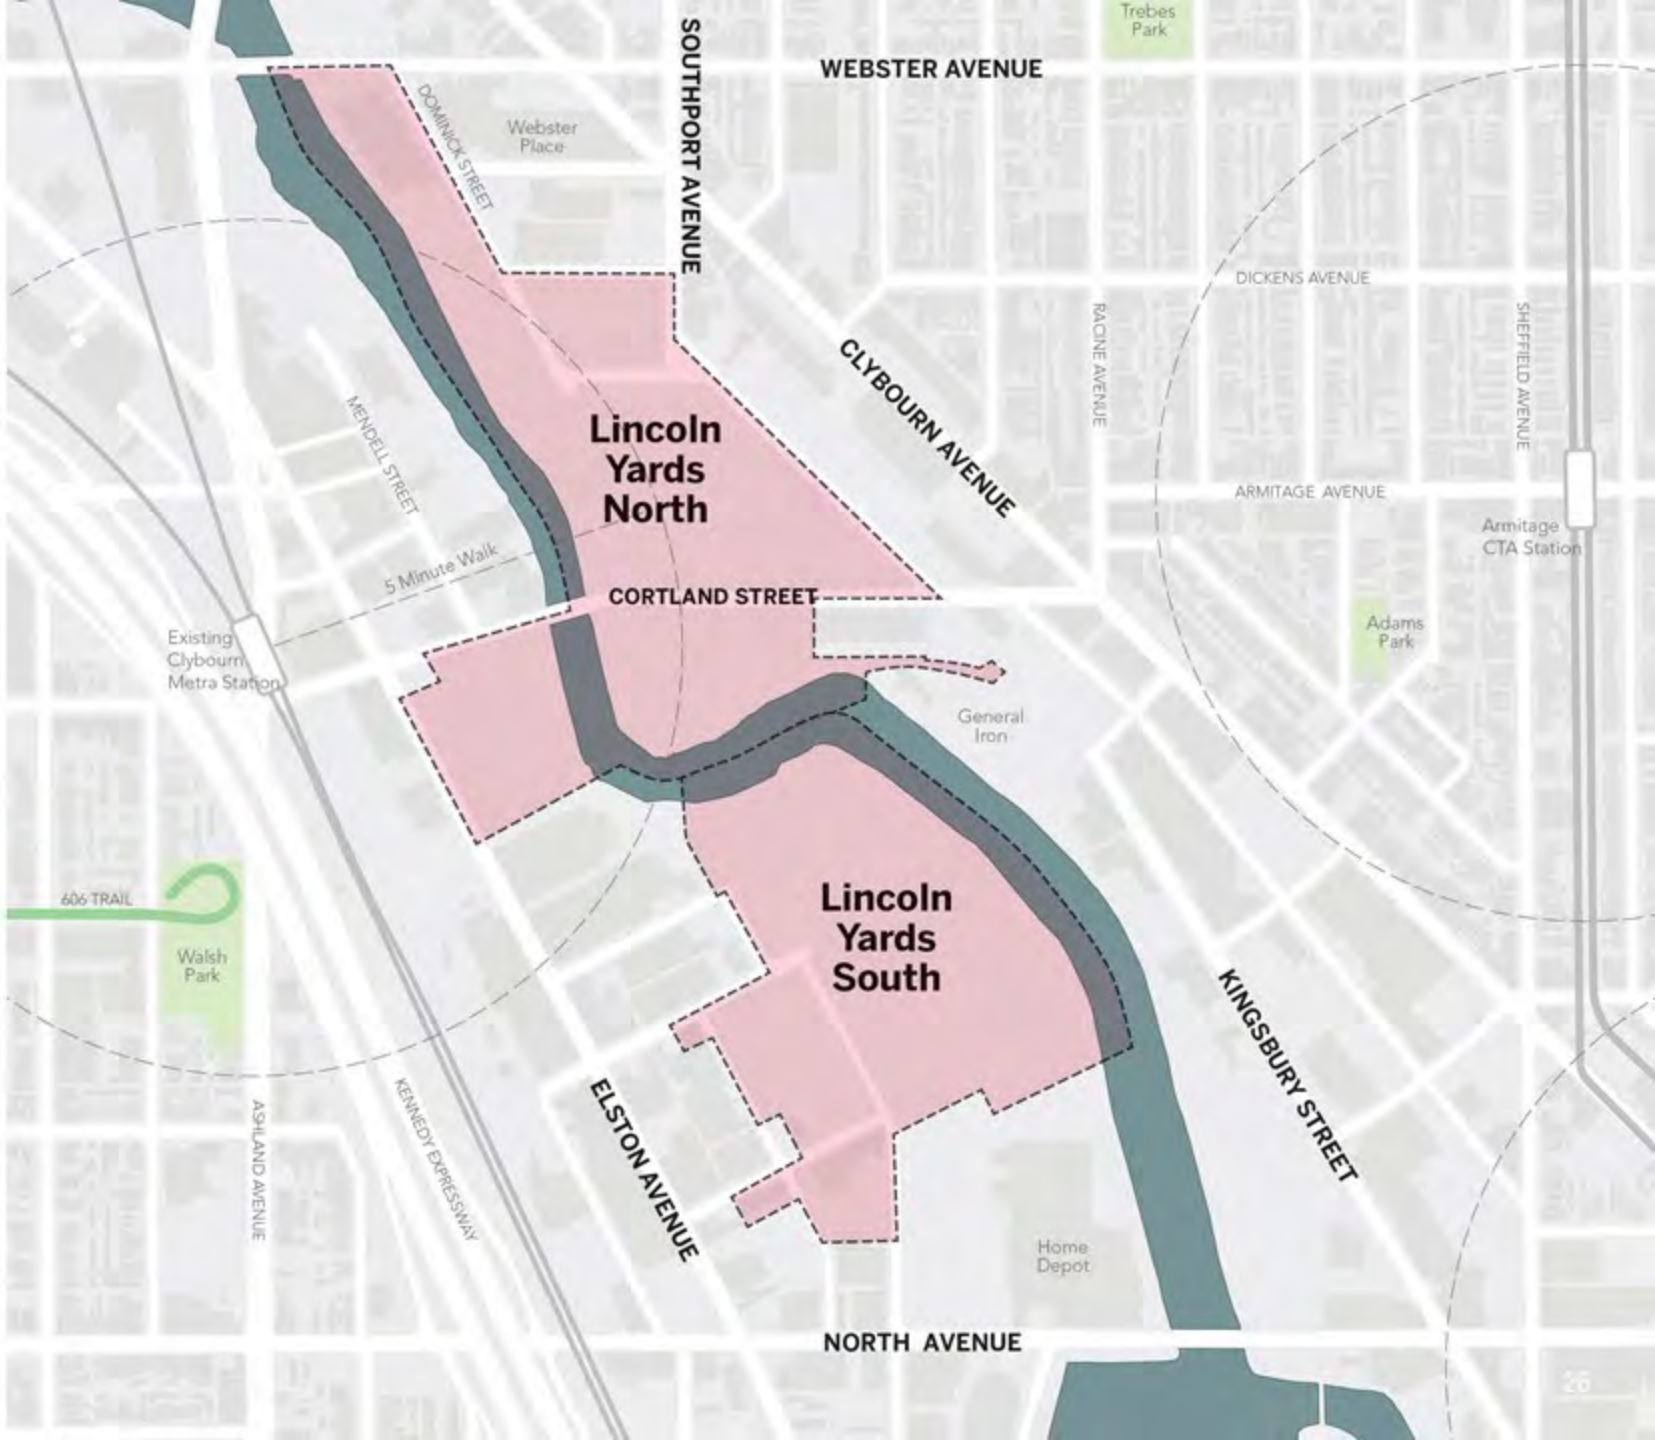 Trebes
Park
WEBSTER AVENUE
SOUTHPORT AVENUE
DOMINICK STREET
Webster
Place
DICKENS AVENUE
RACINE AVENUE
SHEFFIELD AVENUE
CLYBOURN AVENUE
MENDELL STREET
Lincoln
Yards
North
ARMITAGE AVENUE
Armitage
CTA Station
5 Minute Walk
CORTLAND STREET
Existing
Clybourn
Metra Station
Adams
Park
General
Iron
606 TRAIL
Walsh
Park
Lincoln
Yards
South
KINGSBURY STREET
ELSTON AVENUE
KENNEDY EXPRESSWAY
ASHLAND AVENUE
Home
Depot
NORTH AVENUE
26